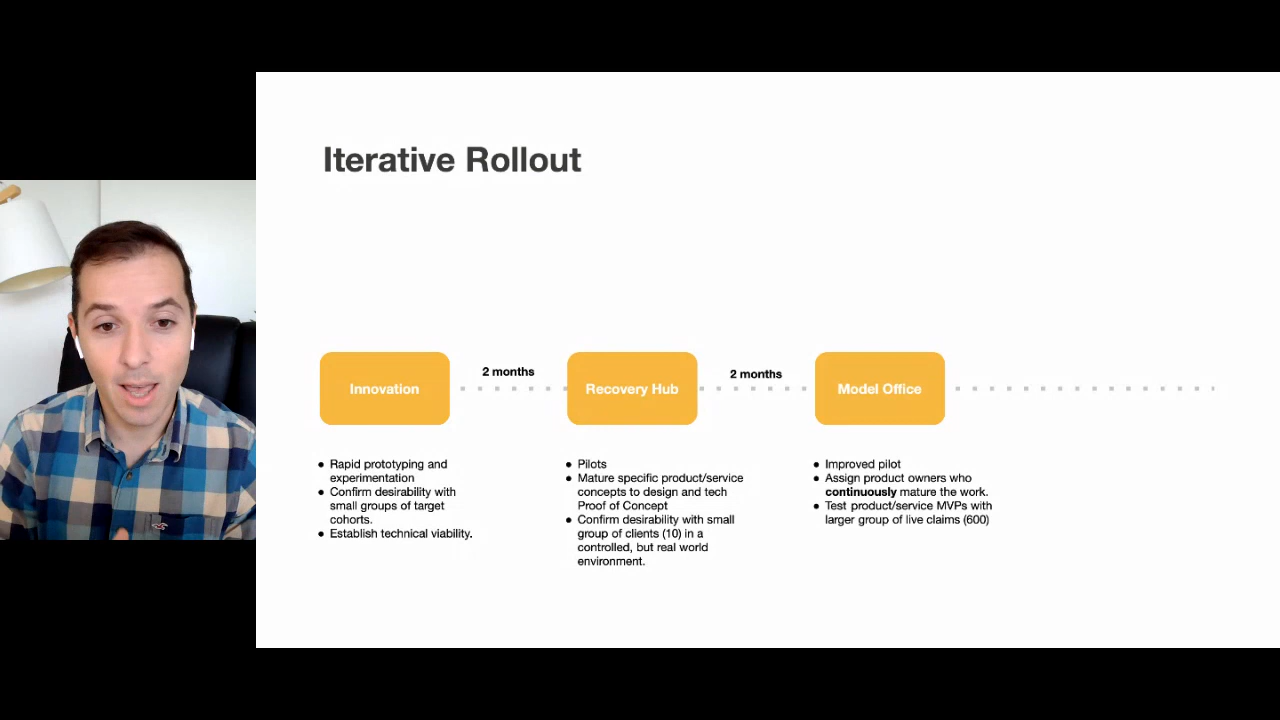 Iterative Rollout
Innovation
2 months
Recovery Hub
2 months
Model Office
● Rapid prototyping and
experimentation
● Confirm desirability with
small groups of target
cohorts.
● Establish technical viability.
● Pilots
● Mature specific product/service
concepts to design and tech
Proof of Concept
● Confirm desirability with small
group of clients (10) in a
controlled, but real world
environment.
● Improved pilot
● Assign product owners who
continuously mature the work.
● Test product/service MVPs with
larger group of live claims (600)